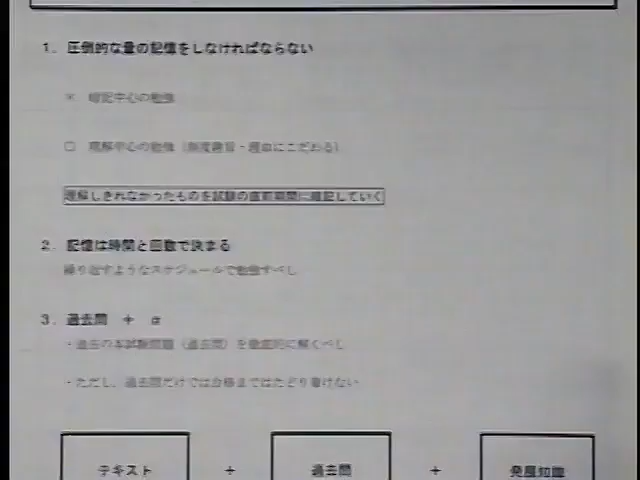 1. 圧倒的な量の記憶をしなければならない
× 暗記中心の勉強
□ 理解中心の勉強（制度趣旨・理由にこだわる）
理解しきれなかったものを試験の直前期間に暗記していく
2. 記憶は時間と回数で決まる
繰り返すようなスケジュールで勉強すべし
3. 過去問 + α
・過去の本試験問題（過去問）を徹底的に解くべし
・ただし、過去問だけでは合格まではたどり着けない
テキスト + 過去問 + 発展知識